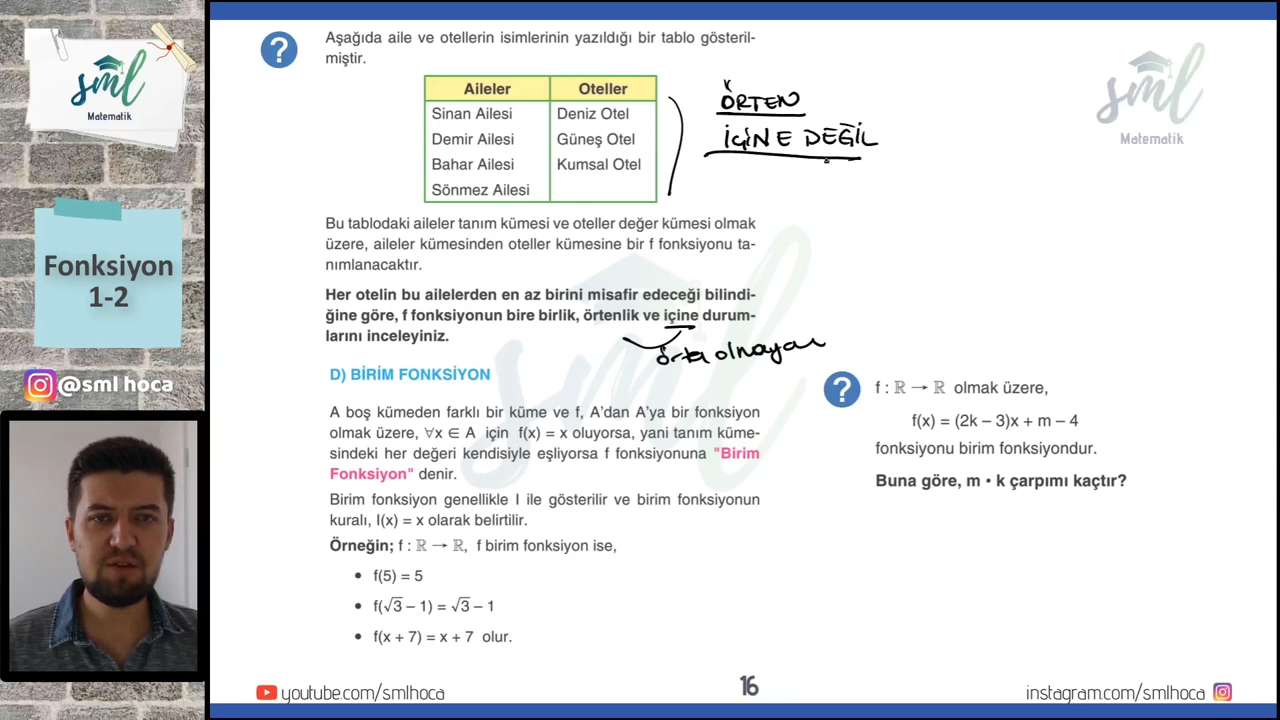 sml
Matematik
Fonksiyon
1-2
@sml hoca
Aşağıda aile ve otellerin isimlerinin yazıldığı bir tablo gösteril-
miştir.
Aileler Oteller
Sinan Ailesi Deniz Otel
Demir Ailesi Güneş Otel
Bahar Ailesi Kumsal Otel
Sönmez Ailesi
ÖRTEN
İÇİNE DEĞİL
Bu tablodaki aileler tanım kümesi ve oteller değer kümesi olmak
üzere, aileler kümesinden oteller kümesine bir f fonksiyonu ta-
nımlanacaktır.
Her otelin bu ailelerden en az birini misafir edeceği bilindi-
ğine göre, f fonksiyonun bire birlik, örtenlik ve içine durum-
larını inceleyiniz.
örten olmayan
D) BİRİM FONKSİYON
A boş kümeden farklı bir küme ve f, A'dan A'ya bir fonksiyon
olmak üzere, ∀x ∈ A için f(x) = x oluyorsa, yani tanım küme-
sindeki her değeri kendisiyle eşliyorsa f fonksiyonuna "Birim
Fonksiyon" denir.
Birim fonksiyon genellikle I ile gösterilir ve birim fonksiyonun
kuralı, I(x) = x olarak belirtilir.
Örneğin; f : ℝ → ℝ, f birim fonksiyon ise,
• f(5) = 5
• f(√3 – 1) = √3 – 1
• f(x + 7) = x + 7 olur.
sml
Matematik
f : ℝ → ℝ olmak üzere,
f(x) = (2k – 3)x + m – 4
fonksiyonu birim fonksiyondur.
Buna göre, m • k çarpımı kaçtır?
youtube.com/smlhoca
16
instagram.com/smlhoca